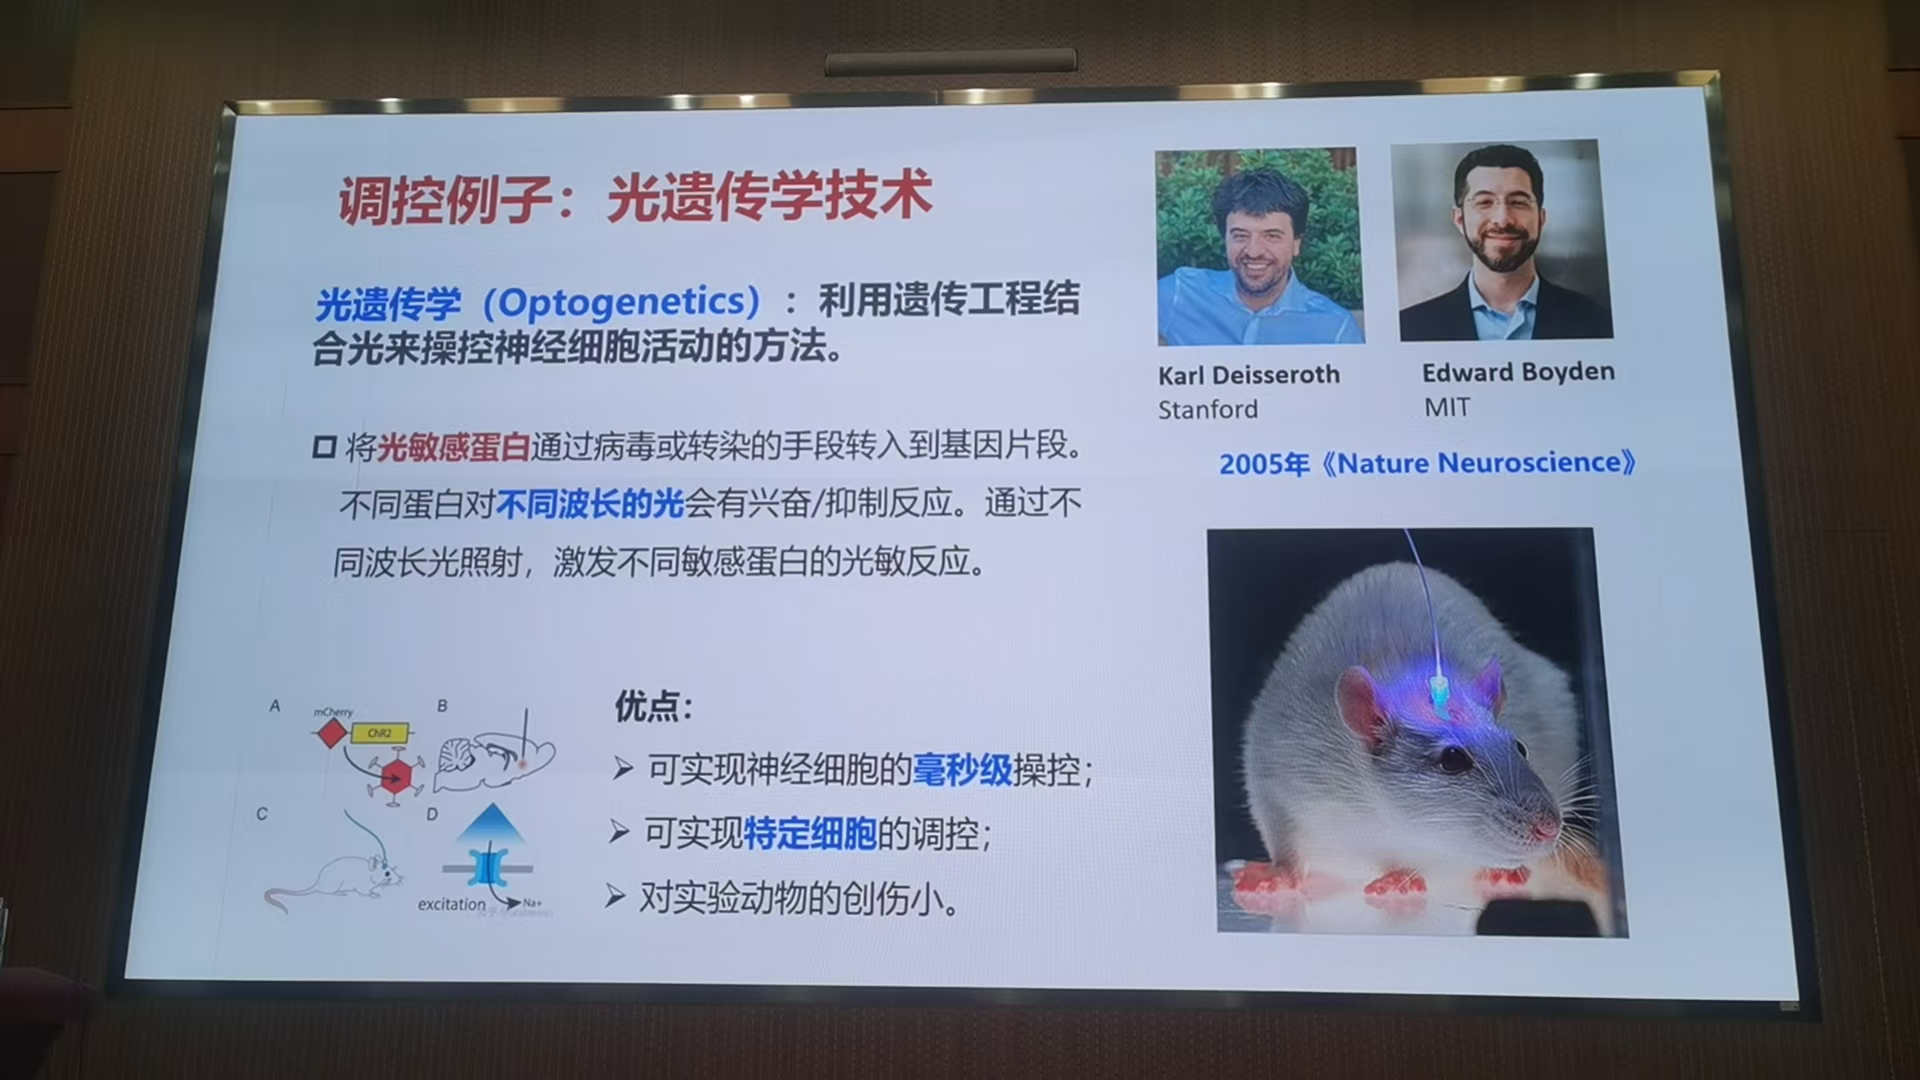 调控例子：光遗传学技术
光遗传学（Optogenetics）：利用遗传工程结
合光来操控神经细胞活动的方法。
将光敏感蛋白通过病毒或转染的手段转入到基因片段。
不同蛋白对不同波长的光会有兴奋/抑制反应。通过不
同波长光照射，激发不同敏感蛋白的光敏反应。
Karl Deisseroth
Stanford
Edward Boyden
MIT
2005年《Nature Neuroscience》
A
mCherry
ChR2
B
C
D
excitation
Na+
优点：
可实现神经细胞的毫秒级操控；
可实现特定细胞的调控；
对实验动物的创伤小。